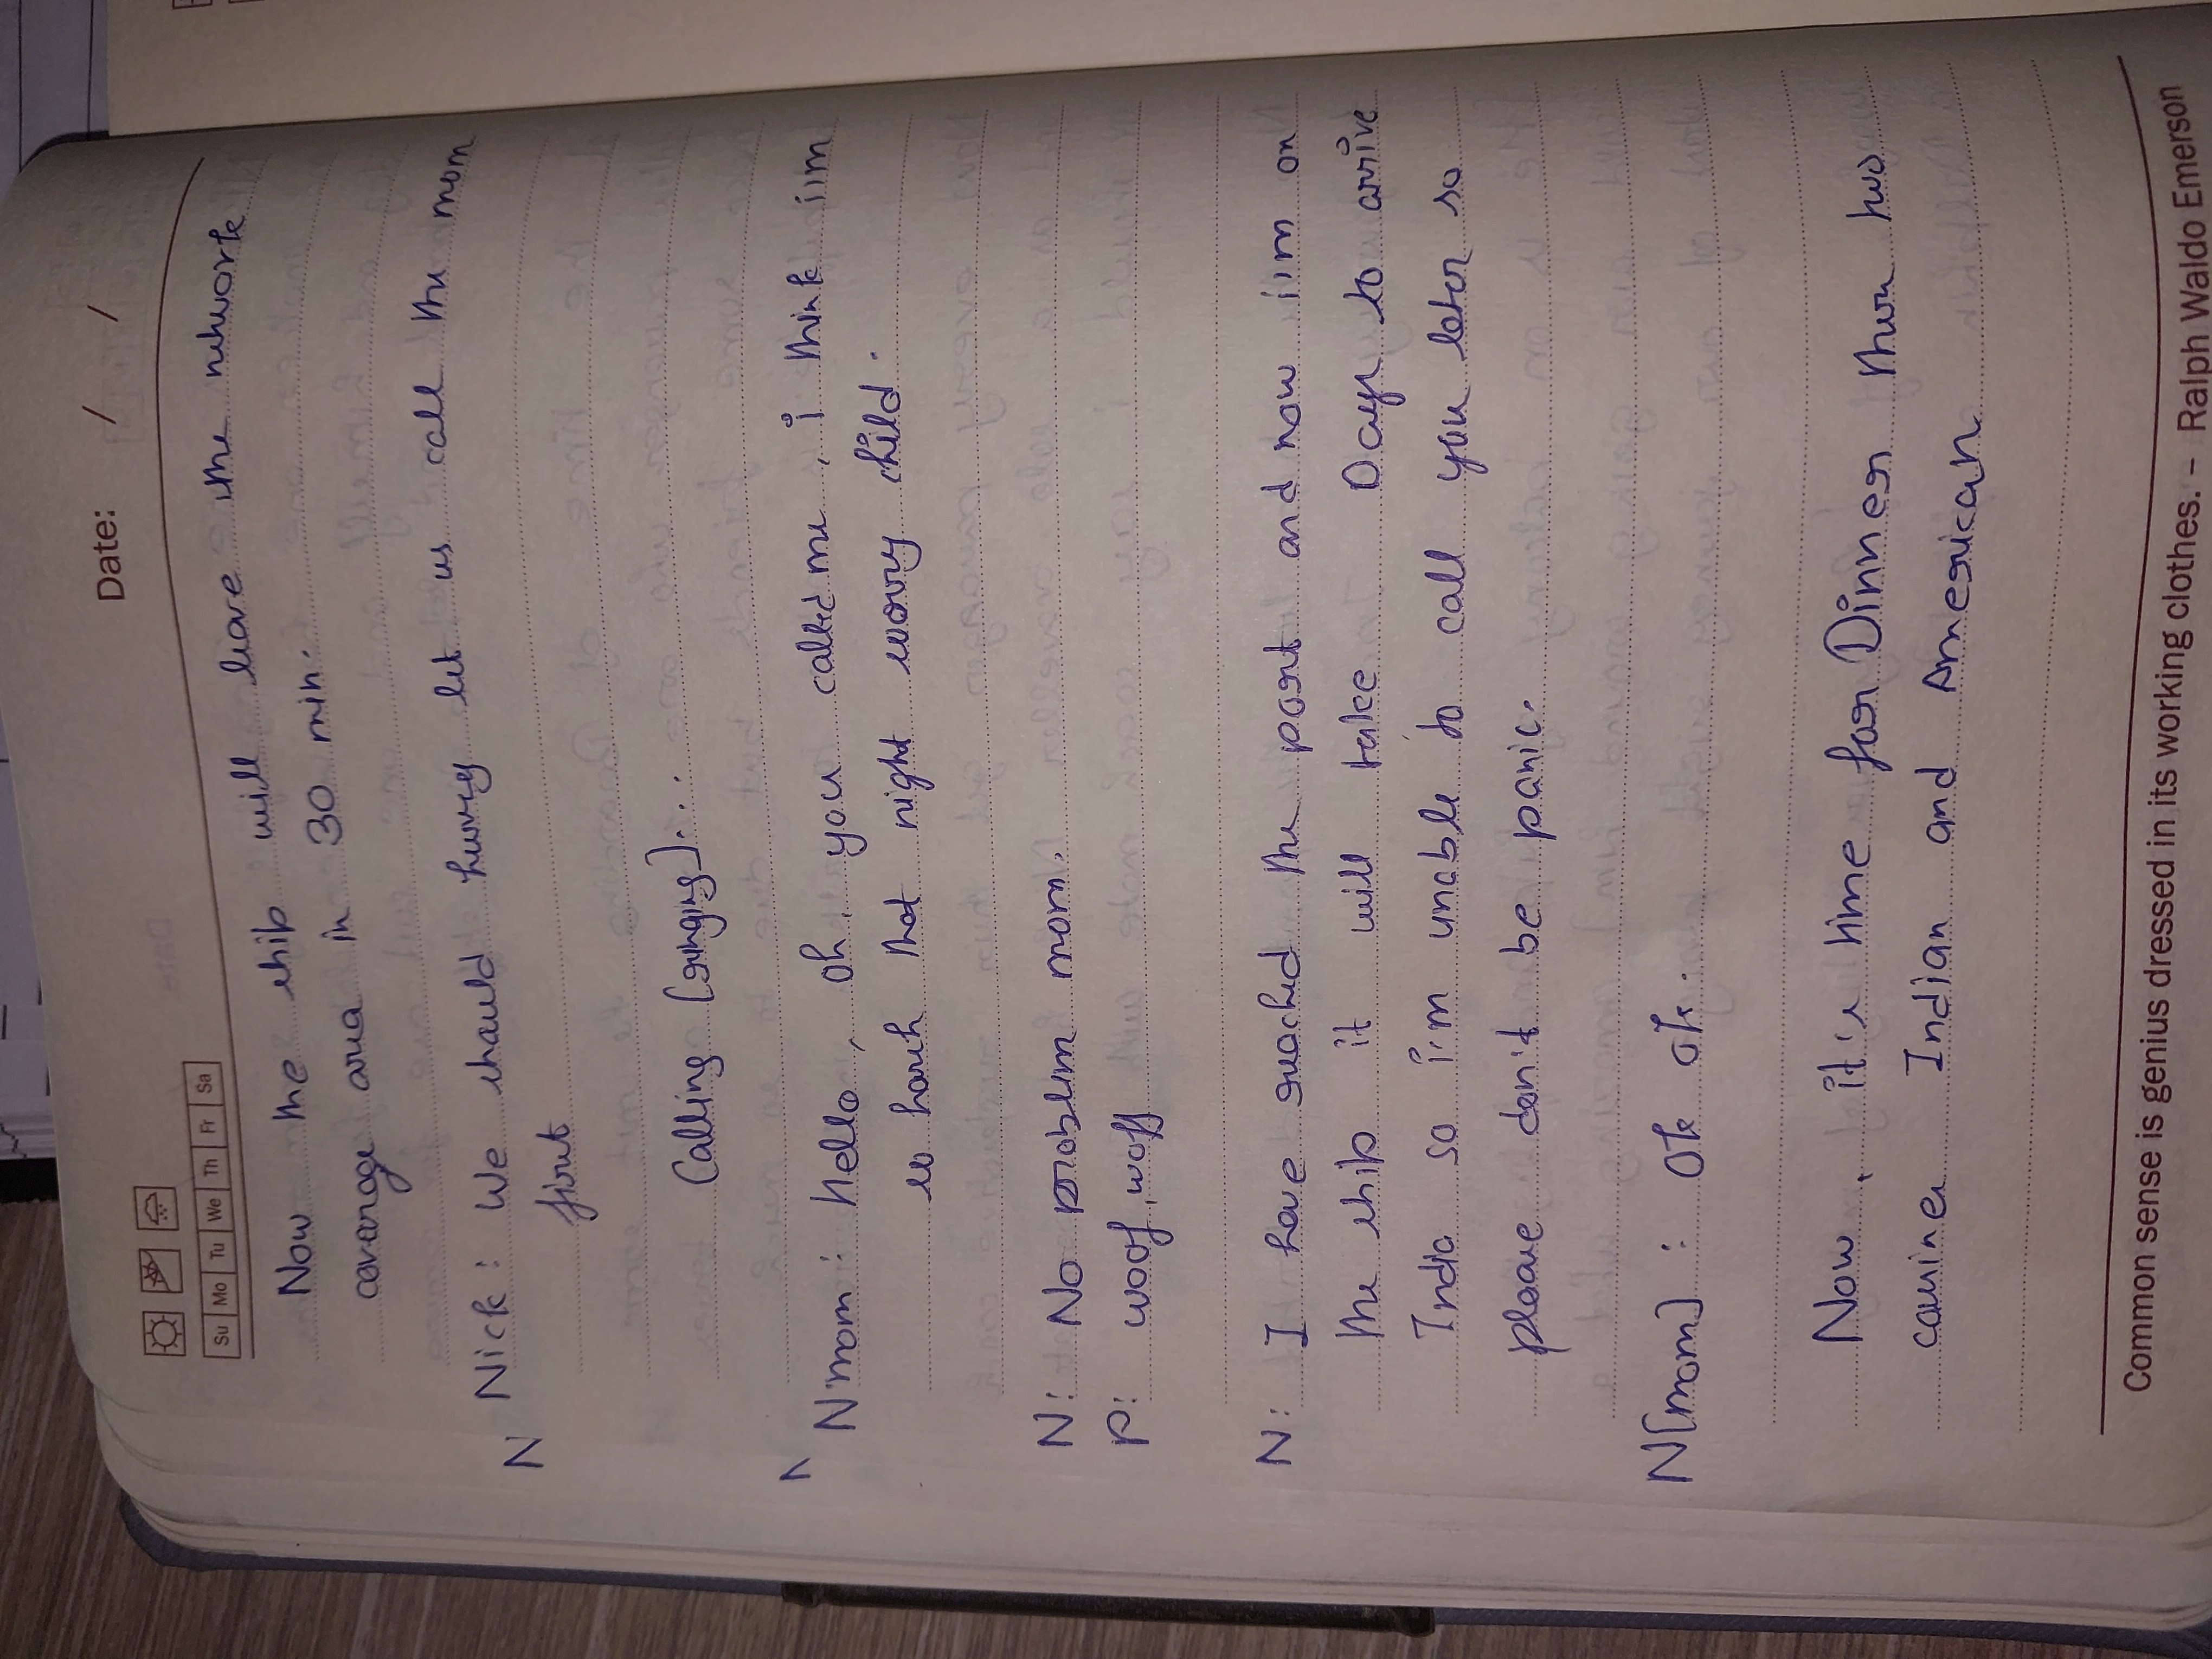 Date: / /
Su Mo Tu We Th Fr Sa
Now the ship will leave the network
coverage area in 30 min.
N Nick: We should hurry let us call the mom
first
Calling [ringing]...
N
N'mom: Hello, oh, you called me, i think i'm
so harsh that night sorry child.
N: No problem mom.
P: woof, woff
N: I have reached the port and now i'm on
the ship it will take Days to arrive
India so i'm unable to call you later so
please don't be panic.
N[mom]: Ok ok.
Now, it's time for Dinner there two
cousines Indian and American
Common sense is genius dressed in its working clothes. – Ralph Waldo Emerson